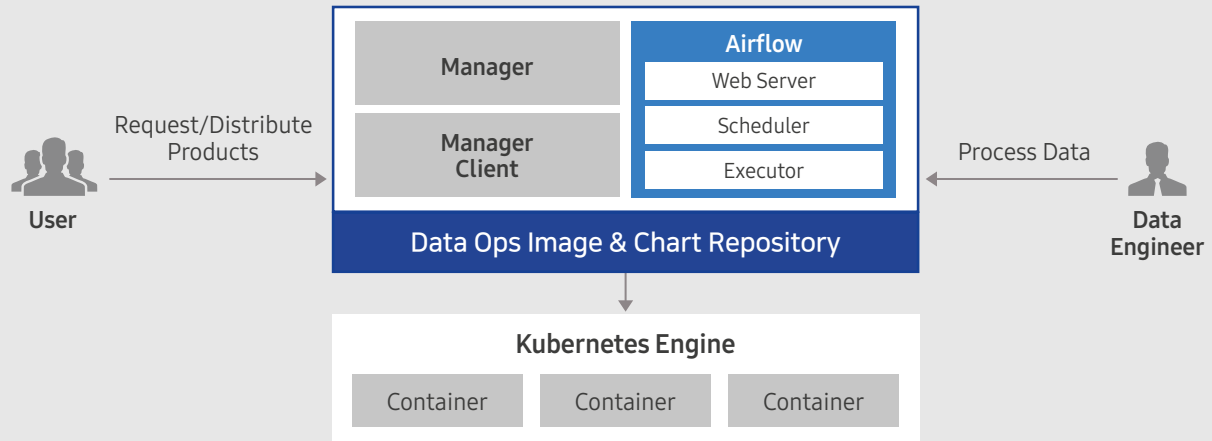 Manager
Manager
Client
Airflow
Web Server
Scheduler
Executor
Request/Distribute
Products
User
Process Data
Data
Engineer
Data Ops Image & Chart Repository
Kubernetes Engine
Container
Container
Container